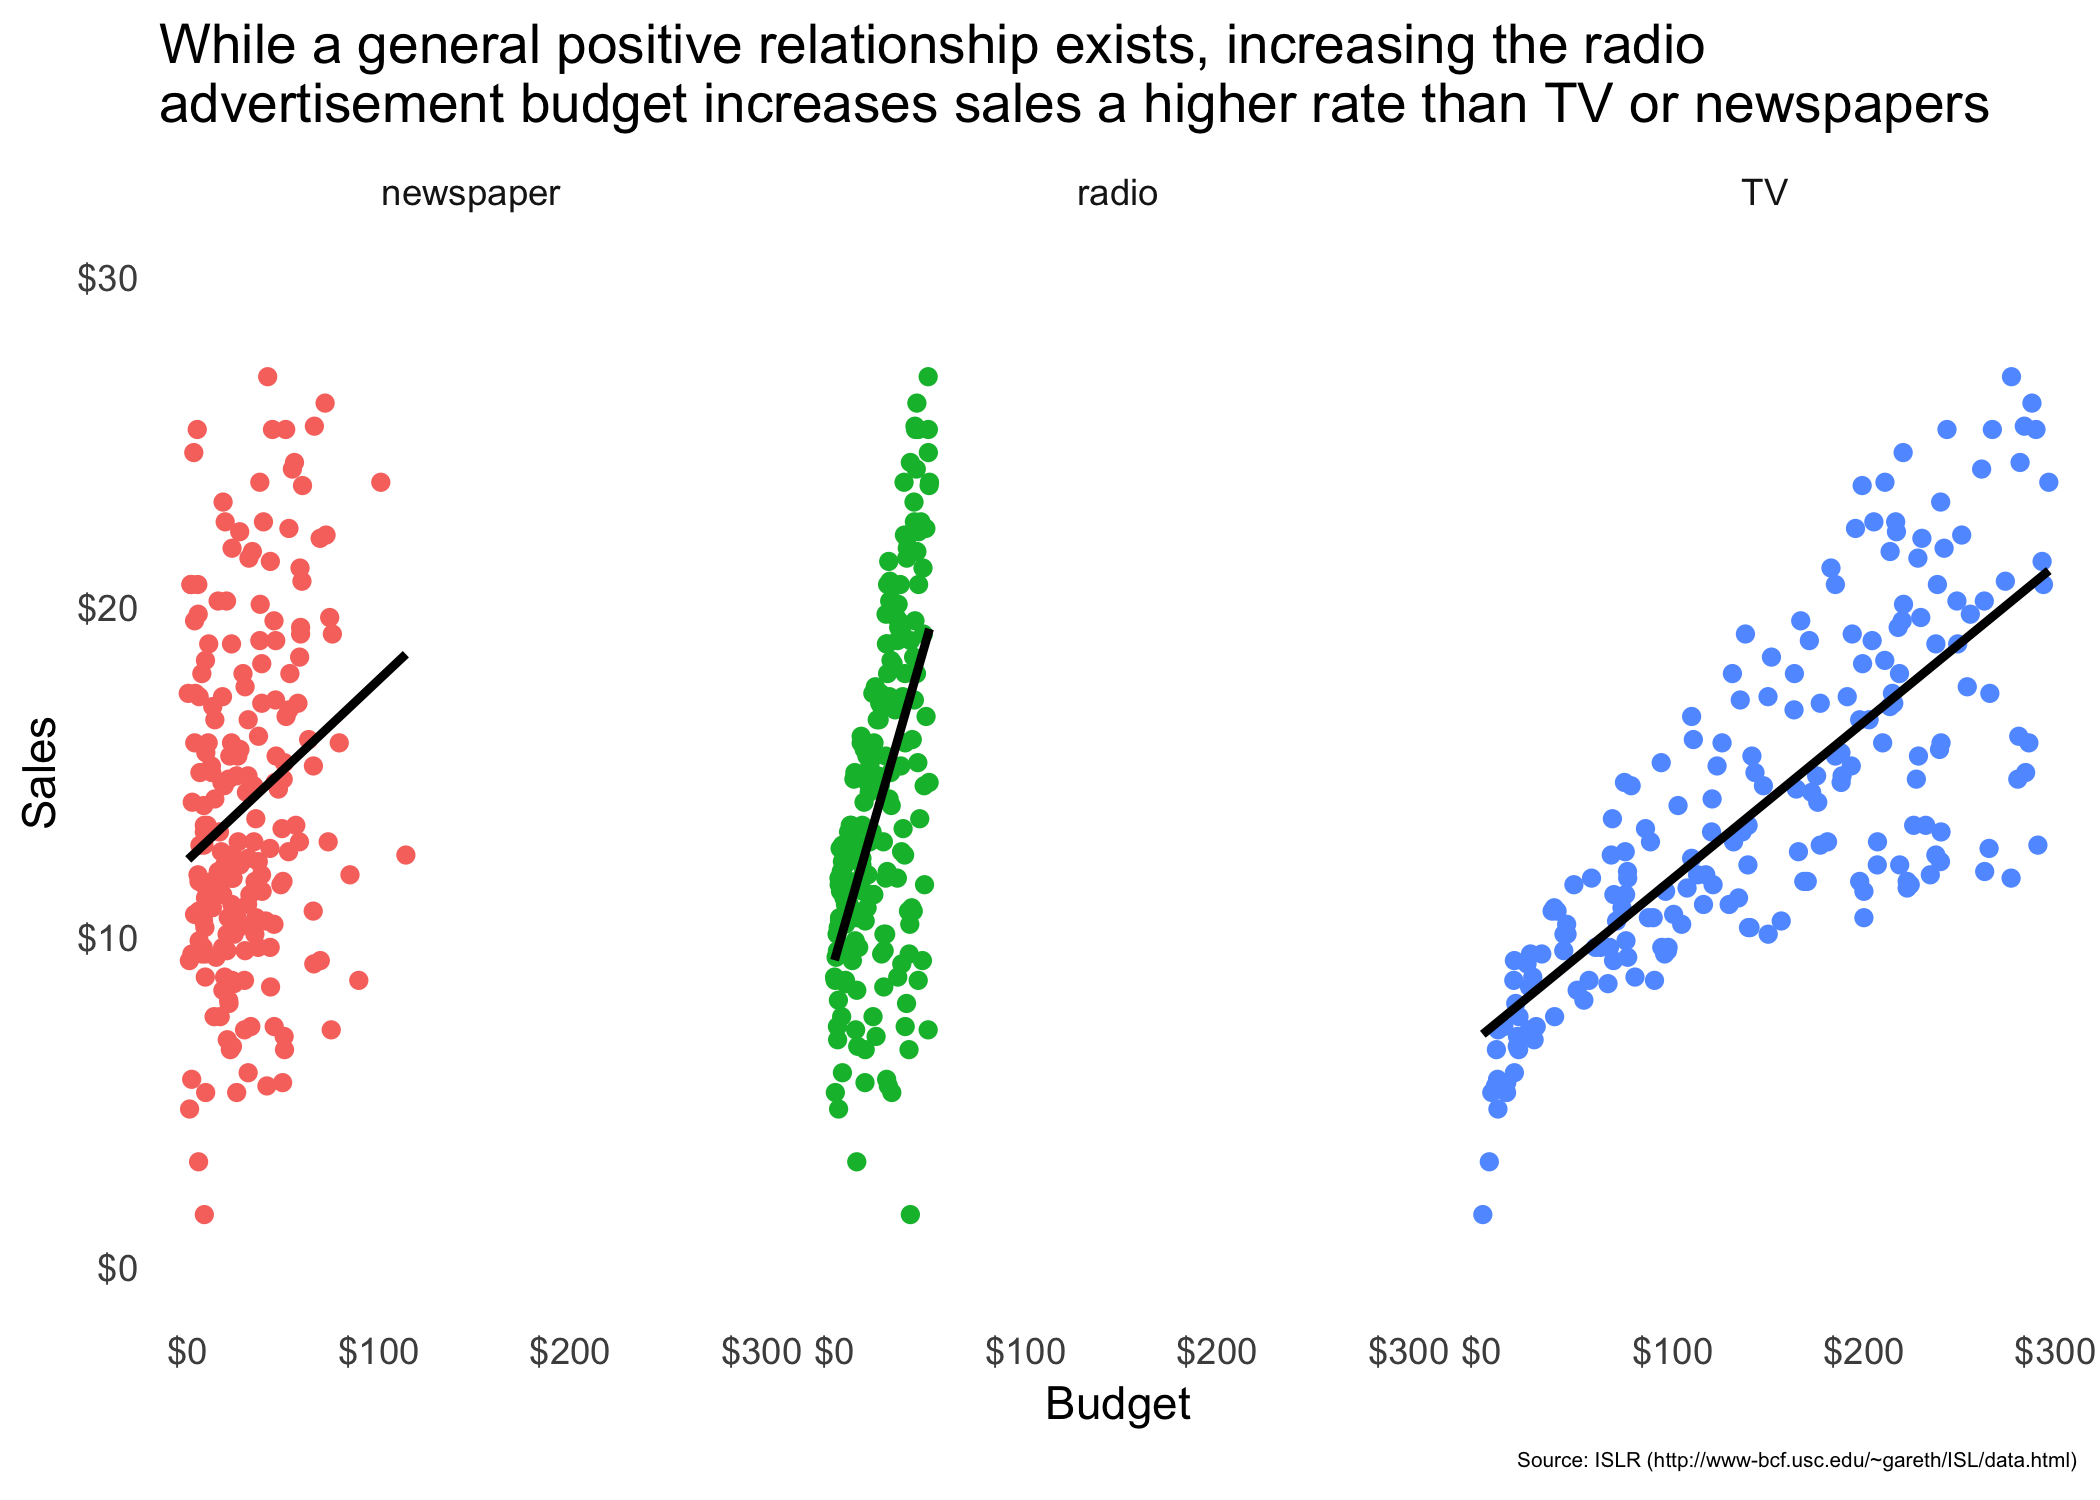 While a general positive relationship exists, increasing the radio
advertisement budget increases sales a higher rate than TV or newspapers
newspaper radio TV
$30
$20
$10
$0
Sales
$0 $100 $200 $300 $0 $100 $200 $300 $0 $100 $200 $300
Budget
Source: ISLR (http://www-bcf.usc.edu/~gareth/ISL/data.html)